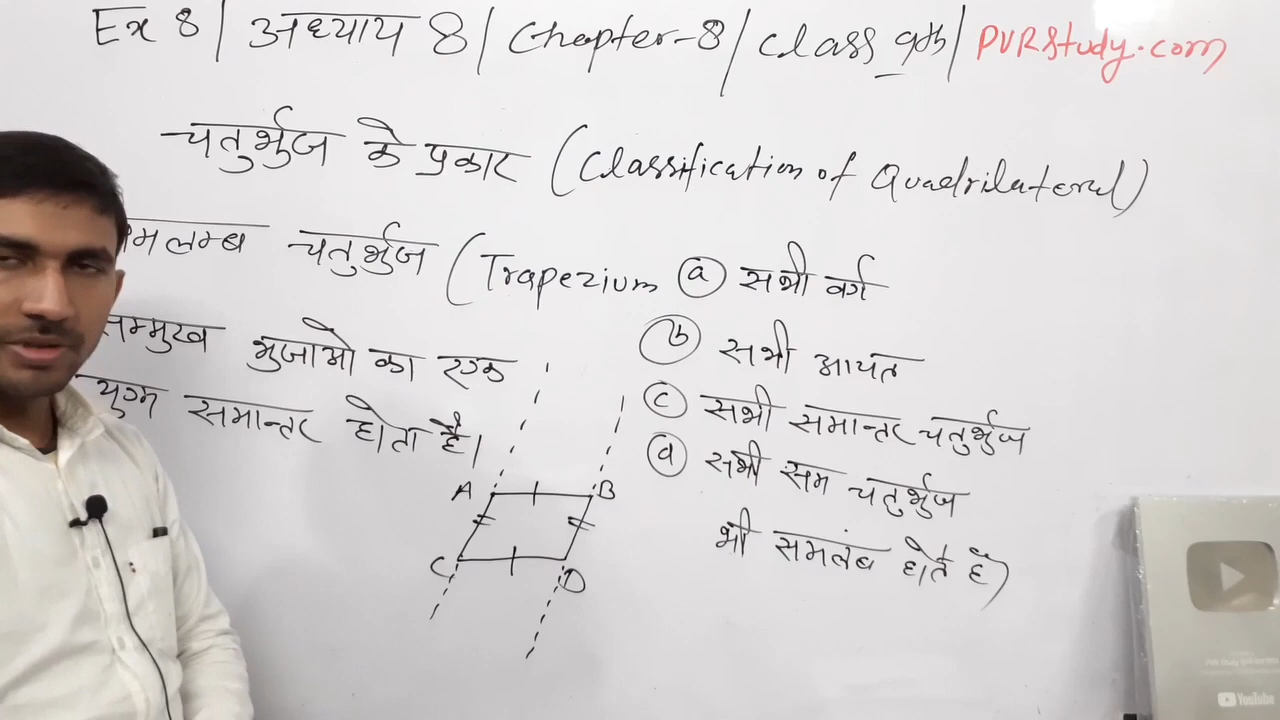 Ex 8 | अध्याय 8 | Chapter-8 | Class 9th | PVRStudy.com
चतुर्भुज के प्रकार (Classification of Quadrilateral)
मलम्ब चतुर्भुज (Trapezium
सम्मुख भुजाओ का एक
युग्म समान्तर होता है।
(a) सभी वर्ग
(b) सभी आयत
(c) सभी समान्तर चतुर्भुज
(d) सभी सम चतुर्भुज
भी समलंब होते हैं)
A B
C D
YouTube